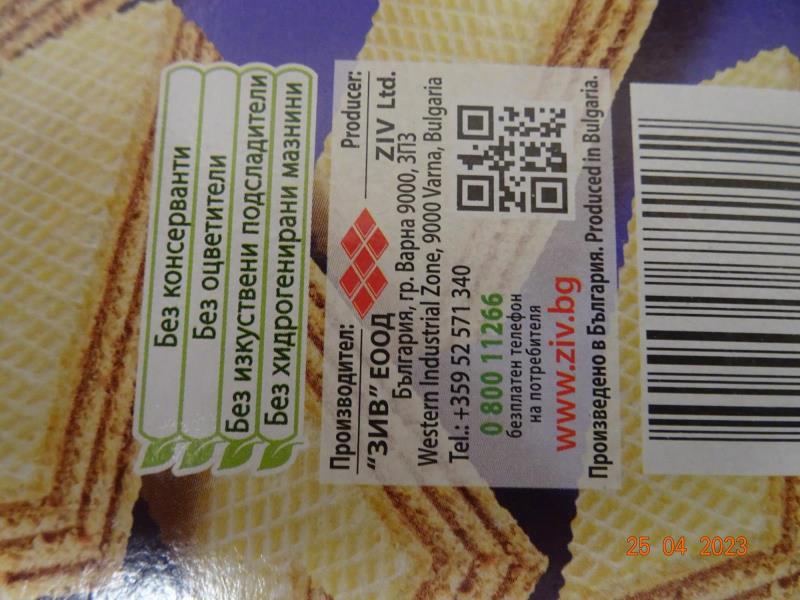 Без консерванти
Без оцветители
Без изкуствени подсладители
Без хидрогенирани мазнини
Производител:
Producer:
"ЗИВ" ЕООД
ZIV Ltd.
България, гр. Варна 9000, ЗПЗ
Western Industrial Zone, 9000 Varna, Bulgaria
Tel.: +359 52 571 340
0 800 11266
безплатен телефон
на потребителя
www.ziv.bg
Произведено в България. Produced in Bulgaria.
25 04 2023